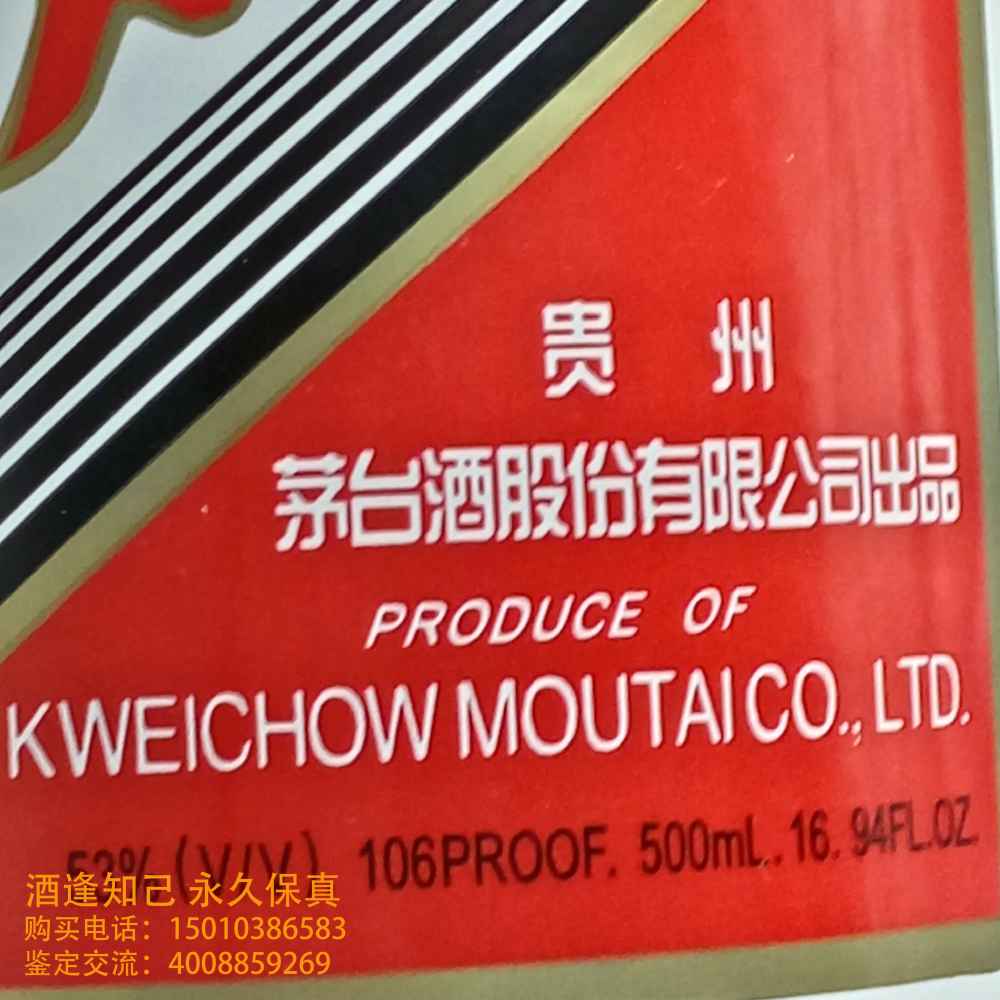 贵 州
茅台酒股份有限公司出品
PRODUCE OF
KWEICHOW MOUTAI CO., LTD.
53% (V/V) 106PROOF. 500mL. 16.94FL.OZ.
酒逢知己 永久保真
购买电话：15010386583
鉴定交流：4008859269